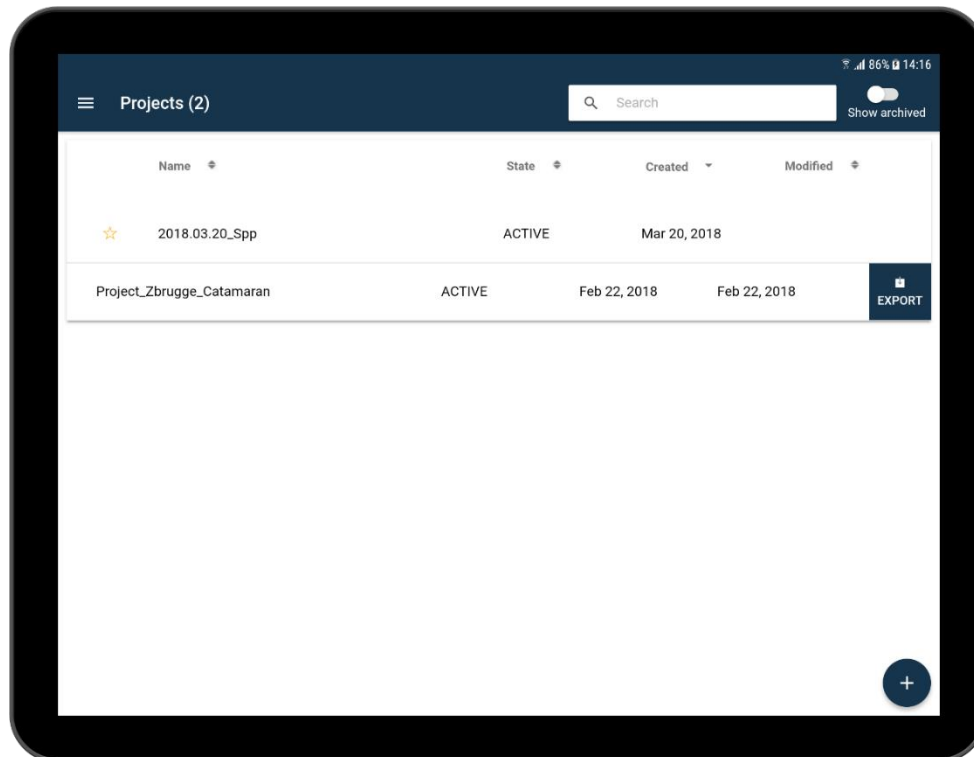 86% 14:16
Projects (2)
Search
Show archived
Name State Created Modified
2018.03.20_Spp ACTIVE Mar 20, 2018
Project_Zbrugge_Catamaran ACTIVE Feb 22, 2018 Feb 22, 2018
EXPORT